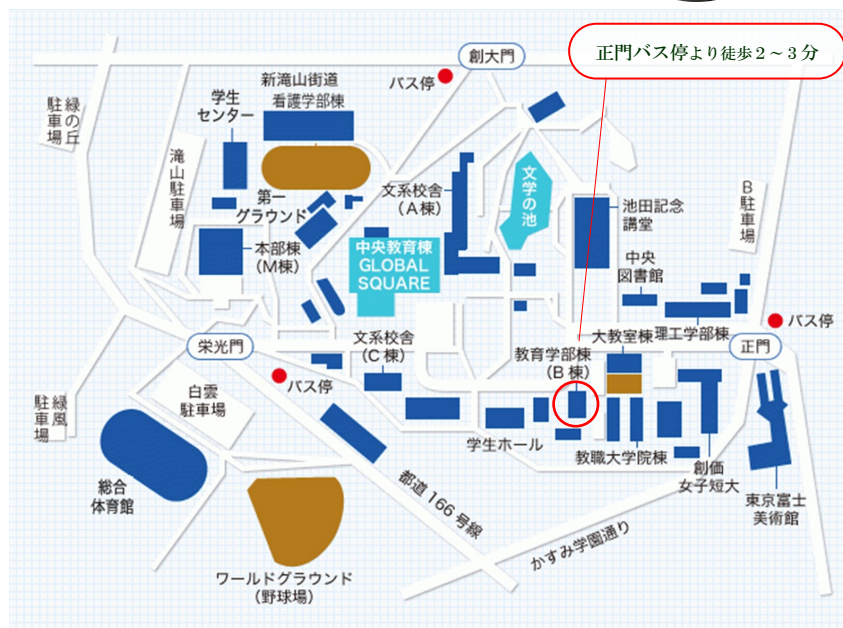 創大門
正門バス停より徒歩２～３分
バス停
新滝山街道
看護学部棟
学生
センター
緑の丘
駐車場
滝山駐車場
第一
グラウンド
文系校舎
（A棟）
文学の池
池田記念
講堂
B駐車場
本部棟
（M棟）
中央教育棟
GLOBAL
SQUARE
中央
図書館
バス停
大教室棟
理工学部棟
栄光門
文系校舎
（C棟）
教育学部棟
（B棟）
正門
バス停
白雲
駐車場
緑風
駐車場
学生ホール
教職大学院棟
創価
女子短大
総合
体育館
都道166号線
東京富士
美術館
かすみ学園通り
ワールドグラウンド
（野球場）